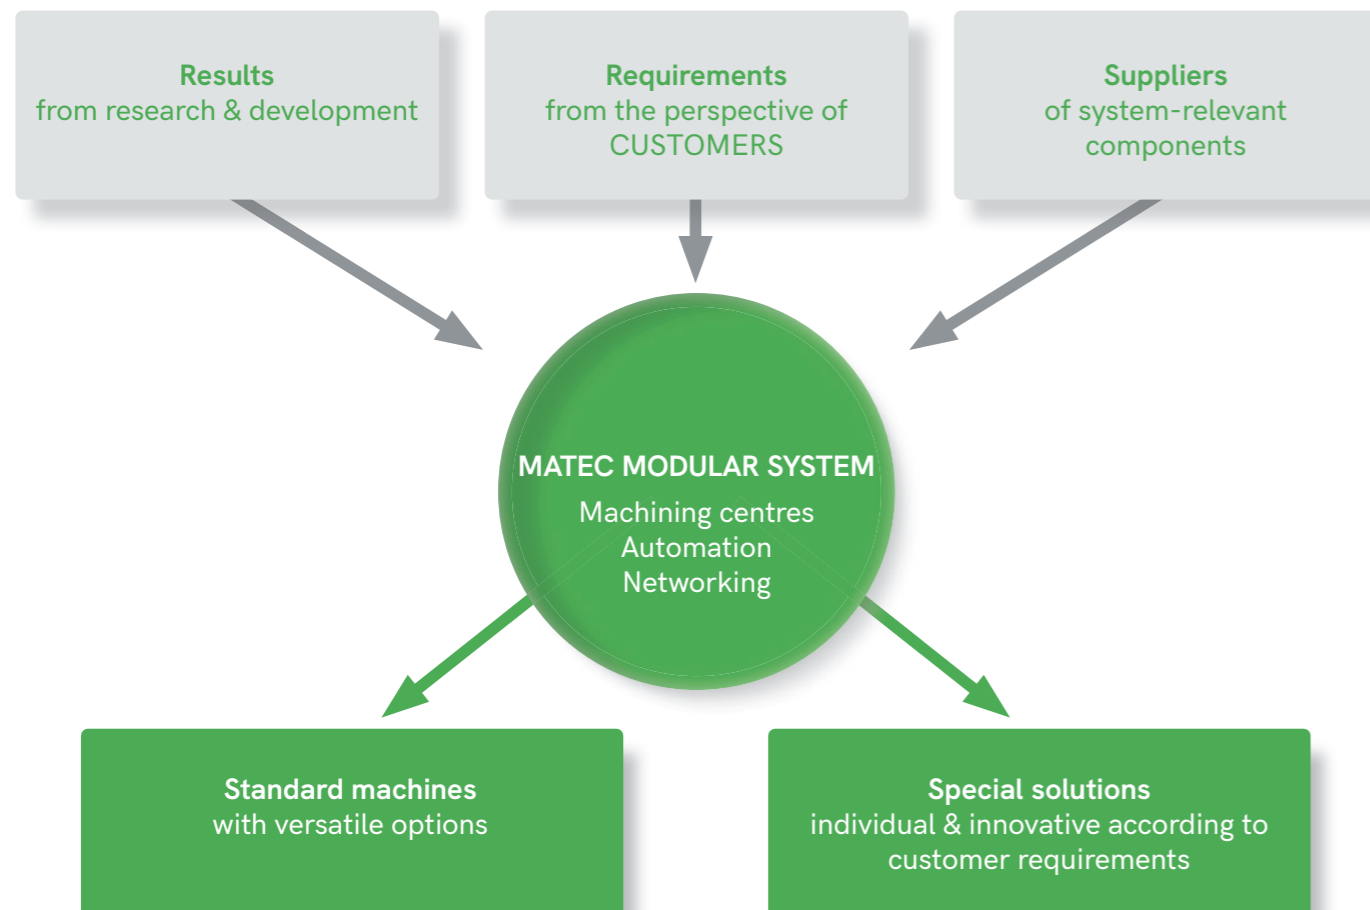 Results
from research & development
Requirements
from the perspective of
CUSTOMERS
Suppliers
of system-relevant
components
MATEC MODULAR SYSTEM
Machining centres
Automation
Networking
Standard machines
with versatile options
Special solutions
individual & innovative according to
customer requirements